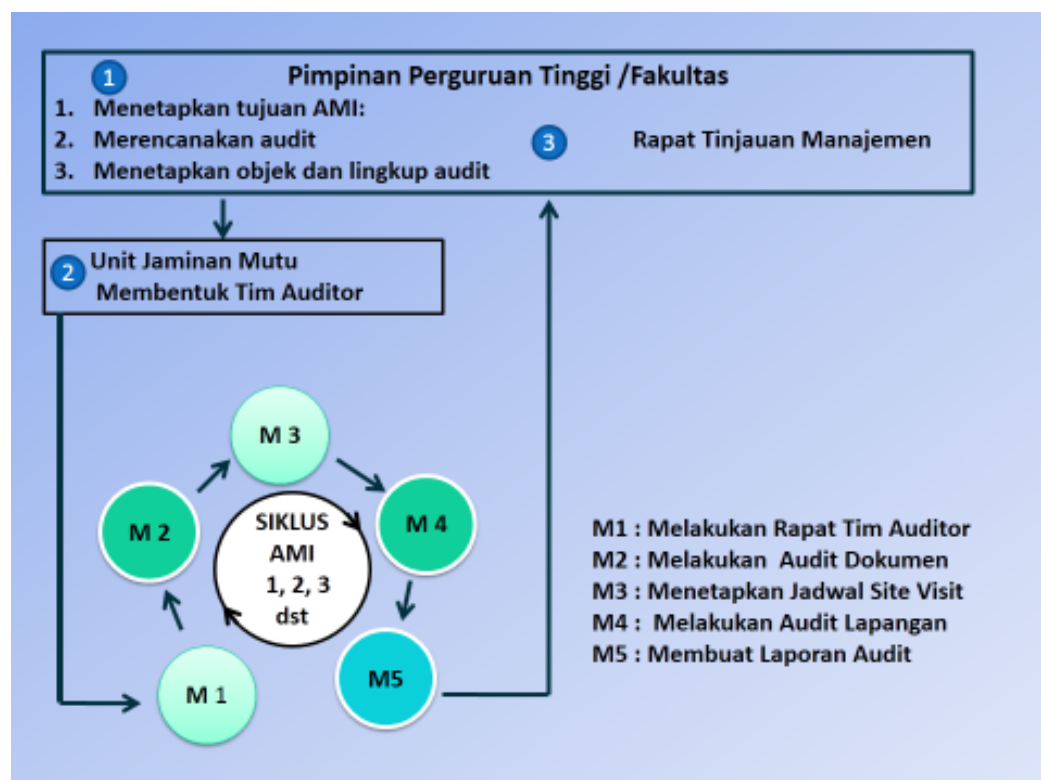 1
Pimpinan Perguruan Tinggi /Fakultas
1. Menetapkan tujuan AMI:
2. Merencanakan audit
3. Menetapkan objek dan lingkup audit
3
Rapat Tinjauan Manajemen
2
Unit Jaminan Mutu
Membentuk Tim Auditor
M 3
M 2
M 4
SIKLUS
AMI
1, 2, 3
dst
M 1
M5
M1 : Melakukan Rapat Tim Auditor
M2 : Melakukan Audit Dokumen
M3 : Menetapkan Jadwal Site Visit
M4 : Melakukan Audit Lapangan
M5 : Membuat Laporan Audit